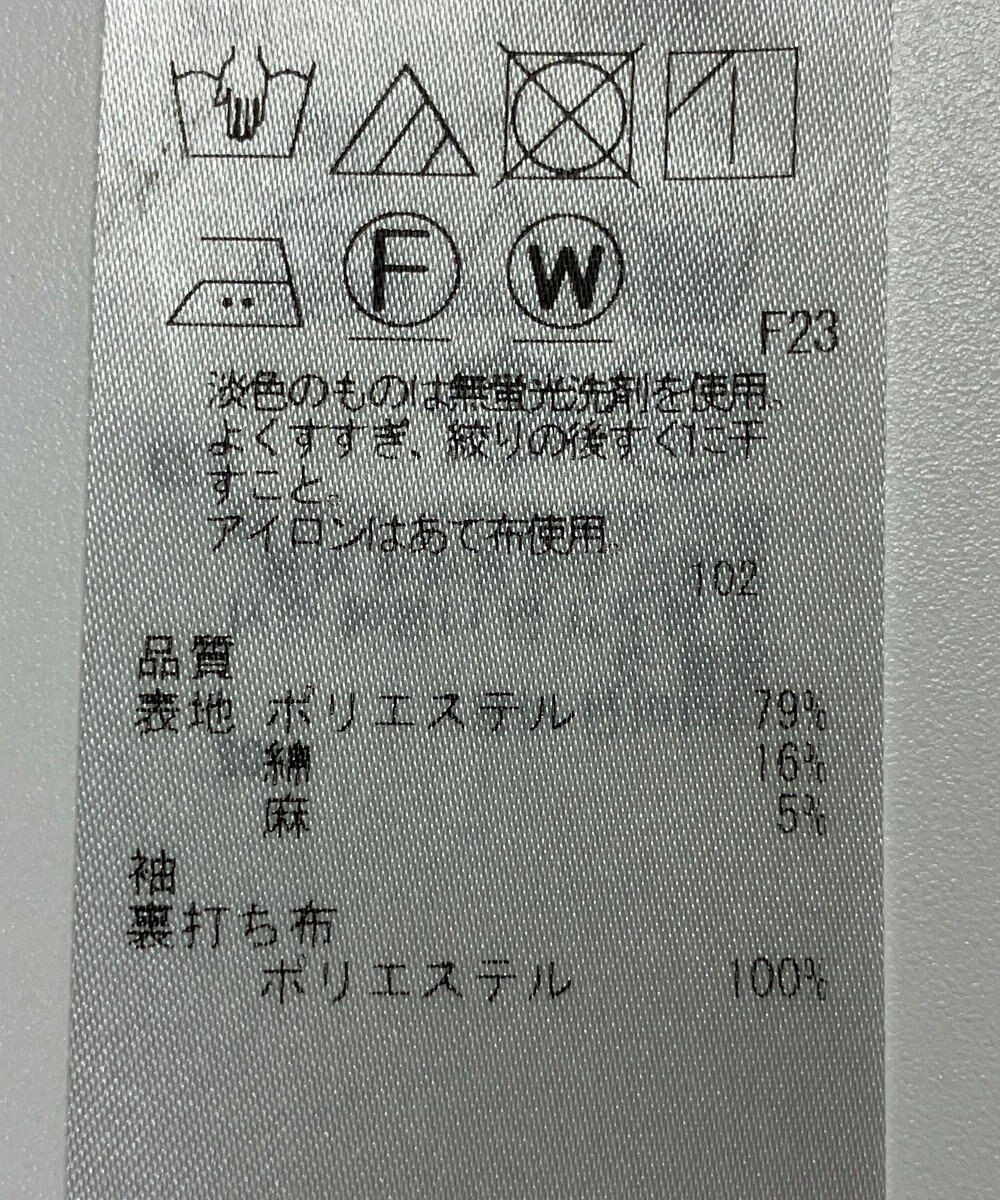 F W
F23
淡色のものは無蛍光洗剤を使用。
よくすすぎ、絞りの後すぐに干
すこと。
アイロンはあて布使用。
102
品質
表地 ポリエステル 79%
綿 16%
麻 5%
袖
裏打ち布
ポリエステル 100%